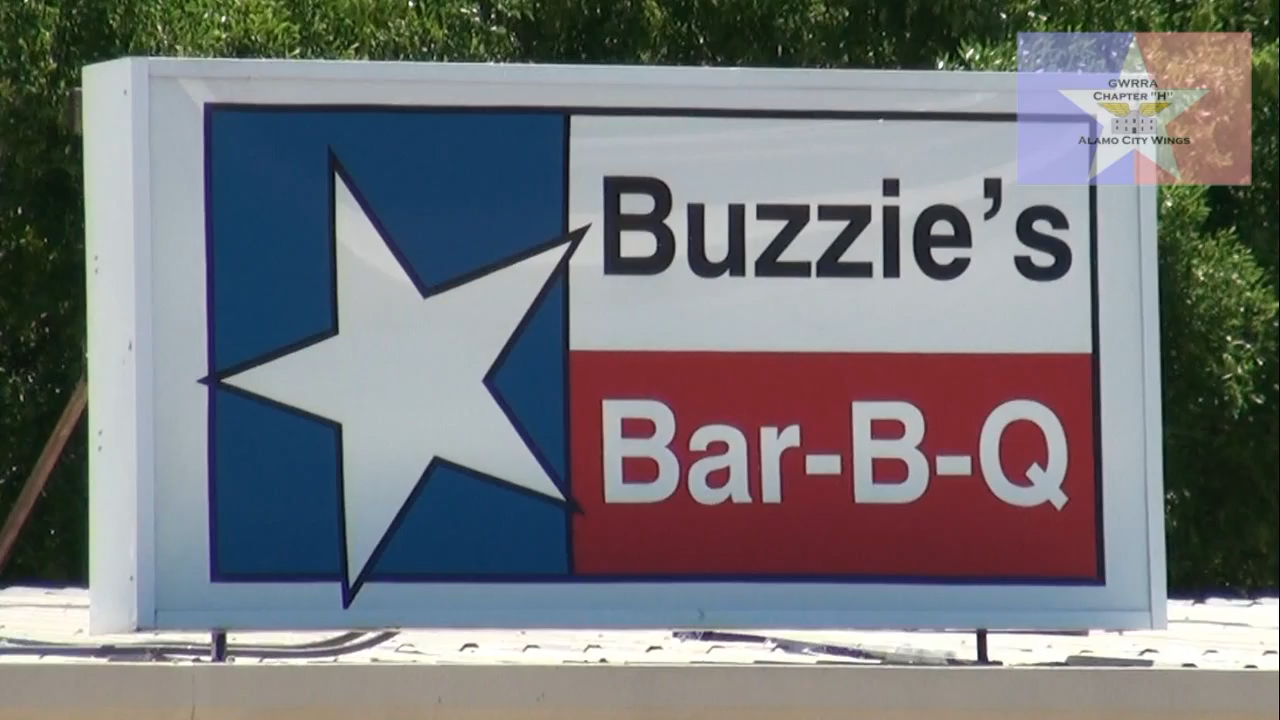 GWRRA
CHAPTER "H"
ALAMO CITY WINGS
Buzzie's
Bar-B-Q